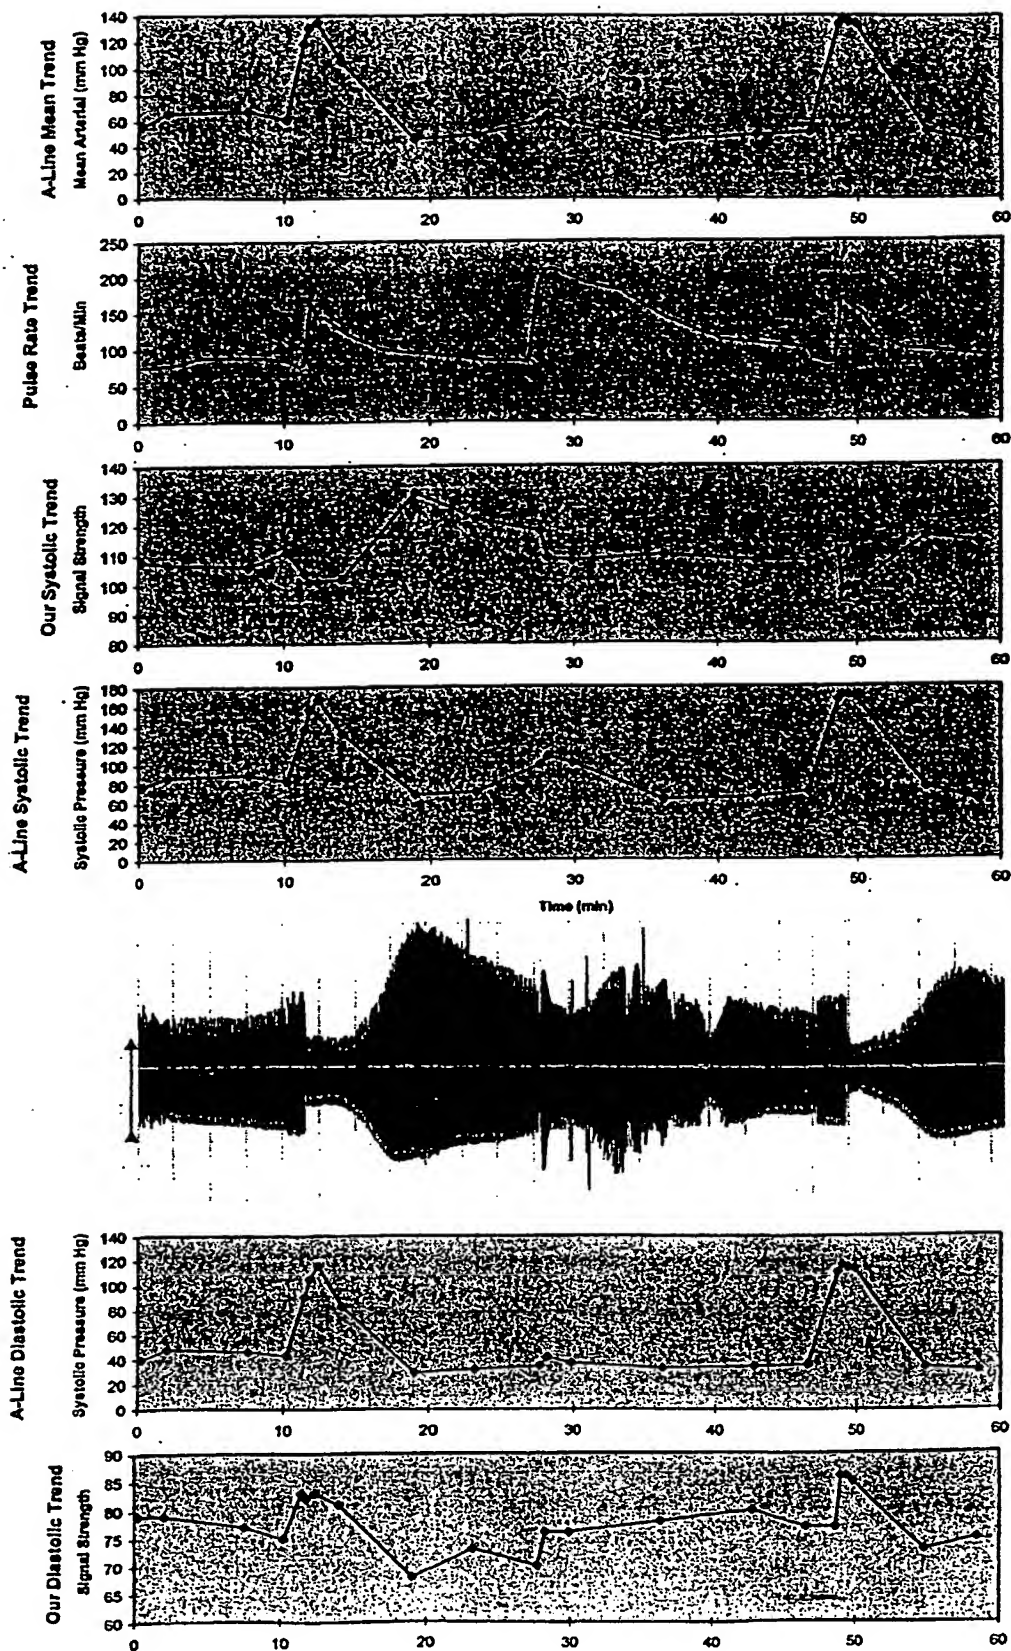 A-Line Mean Trend
Mean Arterial (mm Hg)
140
120
100
80
60
40
20
0
0 10 20 30 40 50 60
Pulse Rate Trend
Beats/Min
250
200
150
100
50
0
0 10 20 30 40 50 60
Our Systolic Trend
Signal Strength
140
130
120
110
100
90
80
0 10 20 30 40 50 60
A-Line Systolic Trend
Systolic Pressure (mm Hg)
180
160
140
120
100
80
60
40
20
0
0 10 20 30 40 50 60
Time (min)
A-Line Diastolic Trend
Systolic Pressure (mm Hg)
140
120
100
80
60
40
20
0
0 10 20 30 40 50 60
Our Diastolic Trend
Signal Strength
90
85
80
75
70
65
60
0 10 20 30 40 50 60